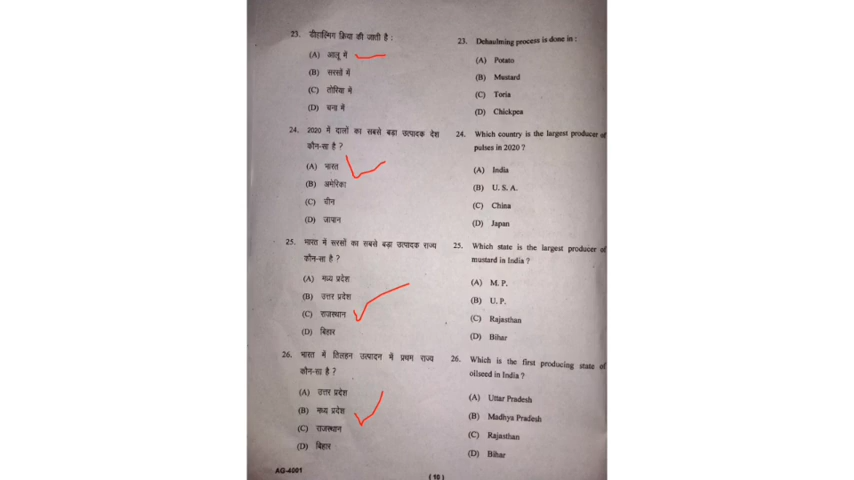 23. डीहाल्मिंग क्रिया की जाती है :
(A) आलू में
(B) सरसों में
(C) तोरिया में
(D) चना में
24. 2020 में दालों का सबसे बड़ा उत्पादक देश
कौन-सा है ?
(A) भारत
(B) अमेरिका
(C) चीन
(D) जापान
25. भारत में सरसों का सबसे बड़ा उत्पादक राज्य
कौन-सा है ?
(A) मध्य प्रदेश
(B) उत्तर प्रदेश
(C) राजस्थान
(D) बिहार
26. भारत में तिलहन उत्पादन में प्रथम राज्य
कौन-सा है ?
(A) उत्तर प्रदेश
(B) मध्य प्रदेश
(C) राजस्थान
(D) बिहार
AG-4001
23. Dehaulming process is done in :
(A) Potato
(B) Mustard
(C) Toria
(D) Chickpea
24. Which country is the largest producer of
pulses in 2020 ?
(A) India
(B) U. S. A.
(C) China
(D) Japan
25. Which state is the largest producer of
mustard in India ?
(A) M. P.
(B) U. P.
(C) Rajasthan
(D) Bihar
26. Which is the first producing state of
oilseed in India ?
(A) Uttar Pradesh
(B) Madhya Pradesh
(C) Rajasthan
(D) Bihar
( 10 )